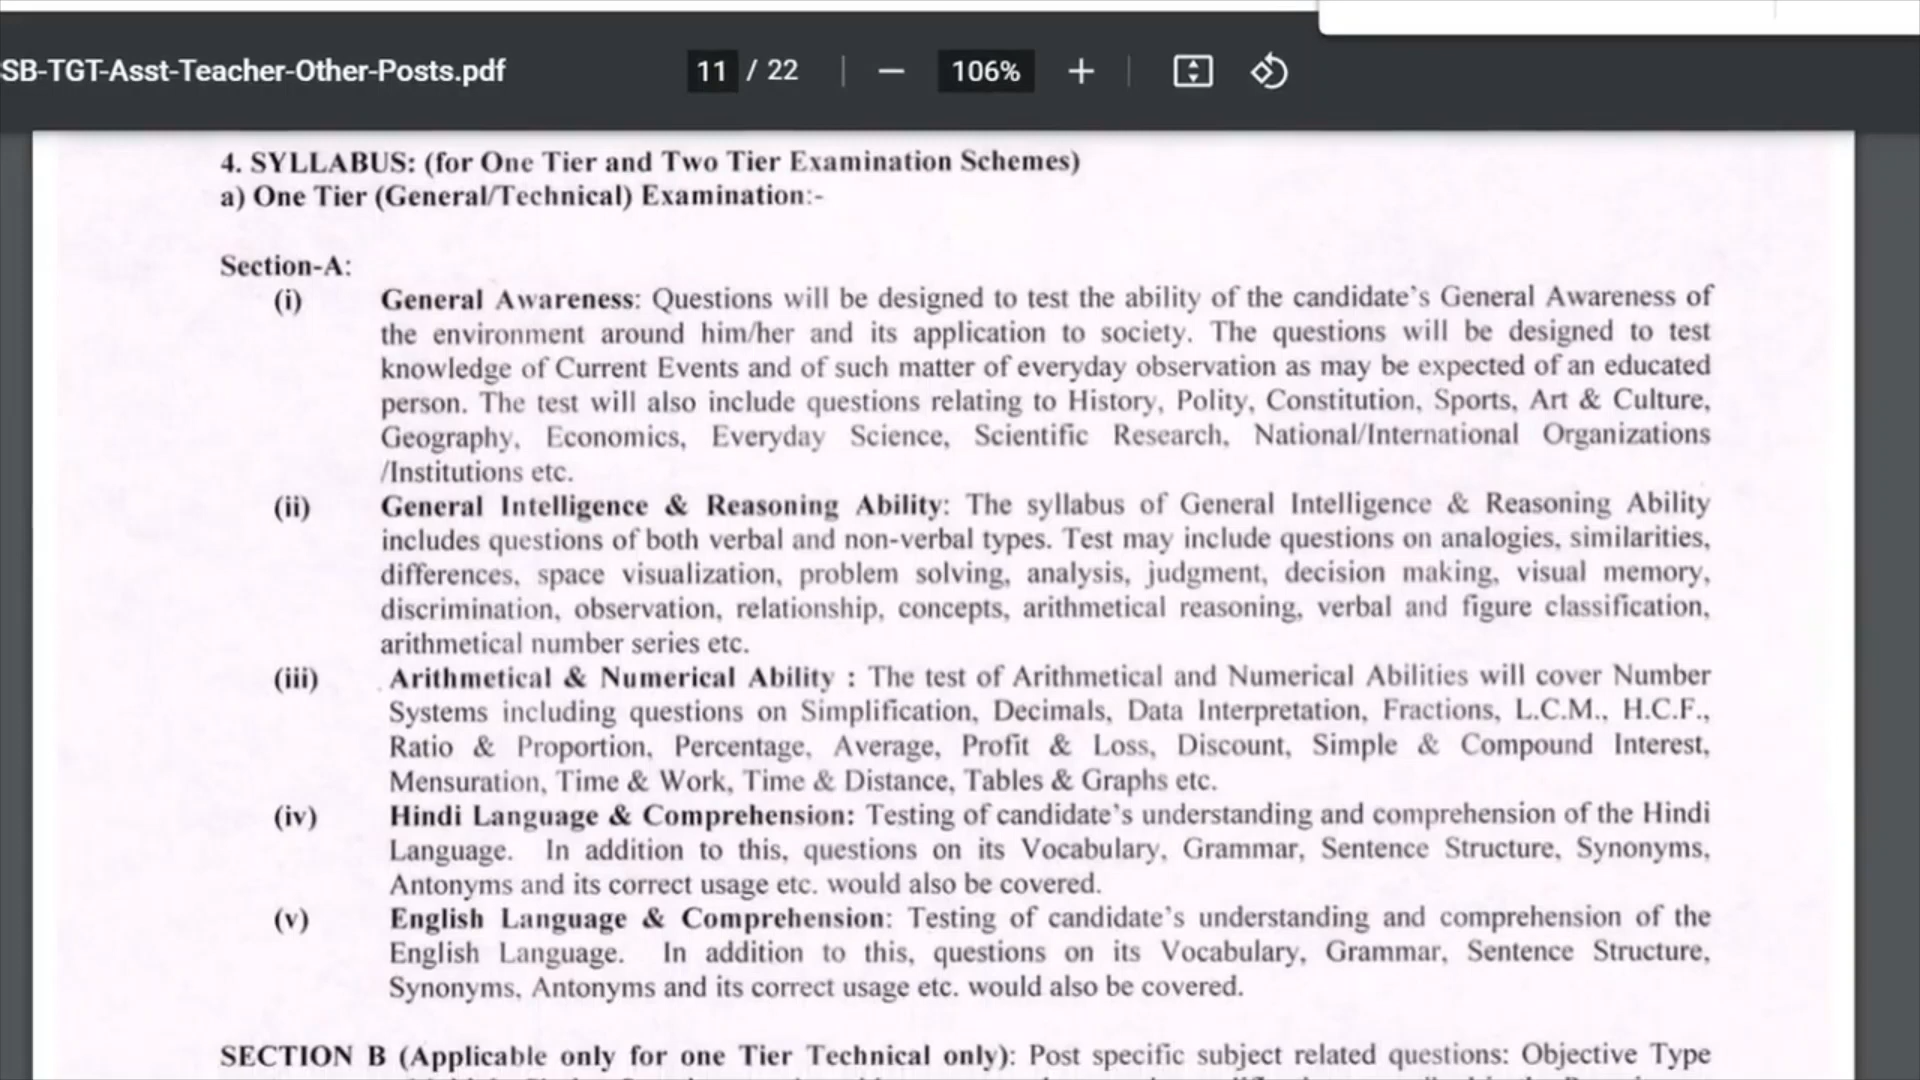 SB-TGT-Asst-Teacher-Other-Posts.pdf 11 / 22 106%
4. SYLLABUS: (for One Tier and Two Tier Examination Schemes)
a) One Tier (General/Technical) Examination:-
Section-A:
(i) General Awareness: Questions will be designed to test the ability of the candidate's General Awareness of
the environment around him/her and its application to society. The questions will be designed to test
knowledge of Current Events and of such matter of everyday observation as may be expected of an educated
person. The test will also include questions relating to History, Polity, Constitution, Sports, Art & Culture,
Geography, Economics, Everyday Science, Scientific Research, National/International Organizations
/Institutions etc.
(ii) General Intelligence & Reasoning Ability: The syllabus of General Intelligence & Reasoning Ability
includes questions of both verbal and non-verbal types. Test may include questions on analogies, similarities,
differences, space visualization, problem solving, analysis, judgment, decision making, visual memory,
discrimination, observation, relationship, concepts, arithmetical reasoning, verbal and figure classification,
arithmetical number series etc.
(iii) Arithmetical & Numerical Ability : The test of Arithmetical and Numerical Abilities will cover Number
Systems including questions on Simplification, Decimals, Data Interpretation, Fractions, L.C.M., H.C.F.,
Ratio & Proportion, Percentage, Average, Profit & Loss, Discount, Simple & Compound Interest,
Mensuration, Time & Work, Time & Distance, Tables & Graphs etc.
(iv) Hindi Language & Comprehension: Testing of candidate's understanding and comprehension of the Hindi
Language. In addition to this, questions on its Vocabulary, Grammar, Sentence Structure, Synonyms,
Antonyms and its correct usage etc. would also be covered.
(v) English Language & Comprehension: Testing of candidate's understanding and comprehension of the
English Language. In addition to this, questions on its Vocabulary, Grammar, Sentence Structure,
Synonyms, Antonyms and its correct usage etc. would also be covered.
SECTION B (Applicable only for one Tier Technical only): Post specific subject related questions: Objective Type